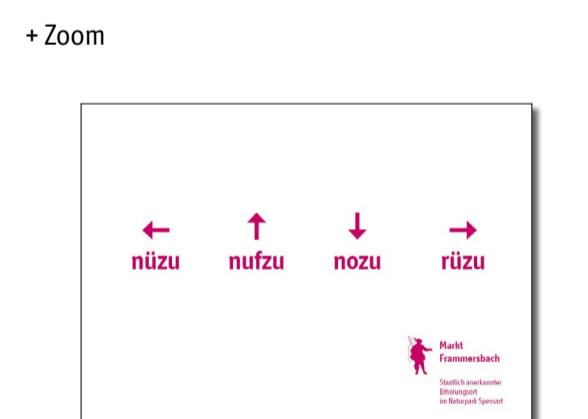 + Zoom
← ↑ ↓ →
nüzu nufzu nozu rüzu
Markt
Frammersbach
Staatlich anerkannter
Erholungsort
im Naturpark Spessart